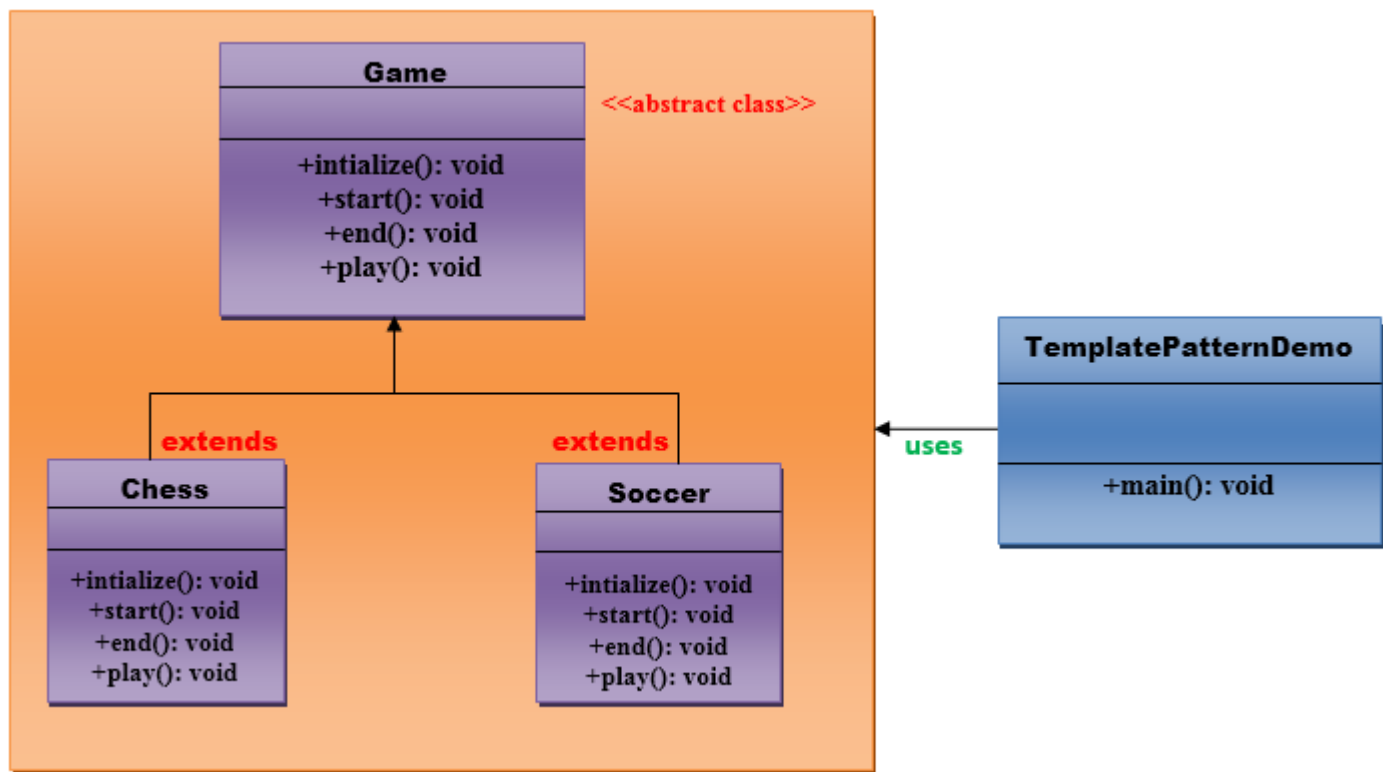 Game
<<abstract class>>
+intialize(): void
+start(): void
+end(): void
+play(): void
extends
extends
Chess
+intialize(): void
+start(): void
+end(): void
+play(): void
Soccer
+intialize(): void
+start(): void
+end(): void
+play(): void
uses
TemplatePatternDemo
+main(): void